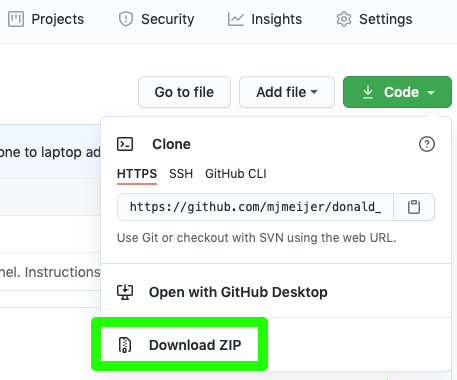 Projects Security Insights Settings
Go to file Add file Code
one to laptop ad
Clone
HTTPS SSH GitHub CLI
https://github.com/mjmeijer/donald_
Use Git or checkout with SVN using the web URL.
nel. Instructions
Open with GitHub Desktop
Download ZIP